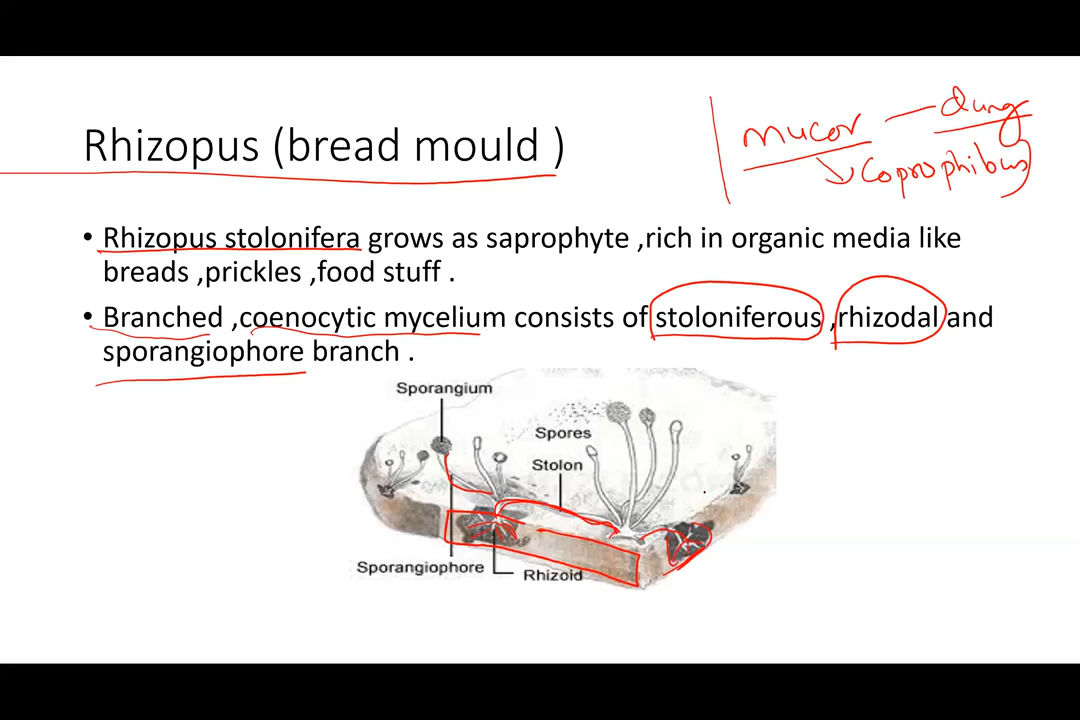 Rhizopus (bread mould )
mucor — dung
Coprophibus
• Rhizopus stolonifera grows as saprophyte ,rich in organic media like
breads ,prickles ,food stuff .
• Branched ,coenocytic mycelium consists of stoloniferous ,rhizodal and
sporangiophore branch .
Sporangium
Spores
Stolon
Sporangiophore
Rhizoid